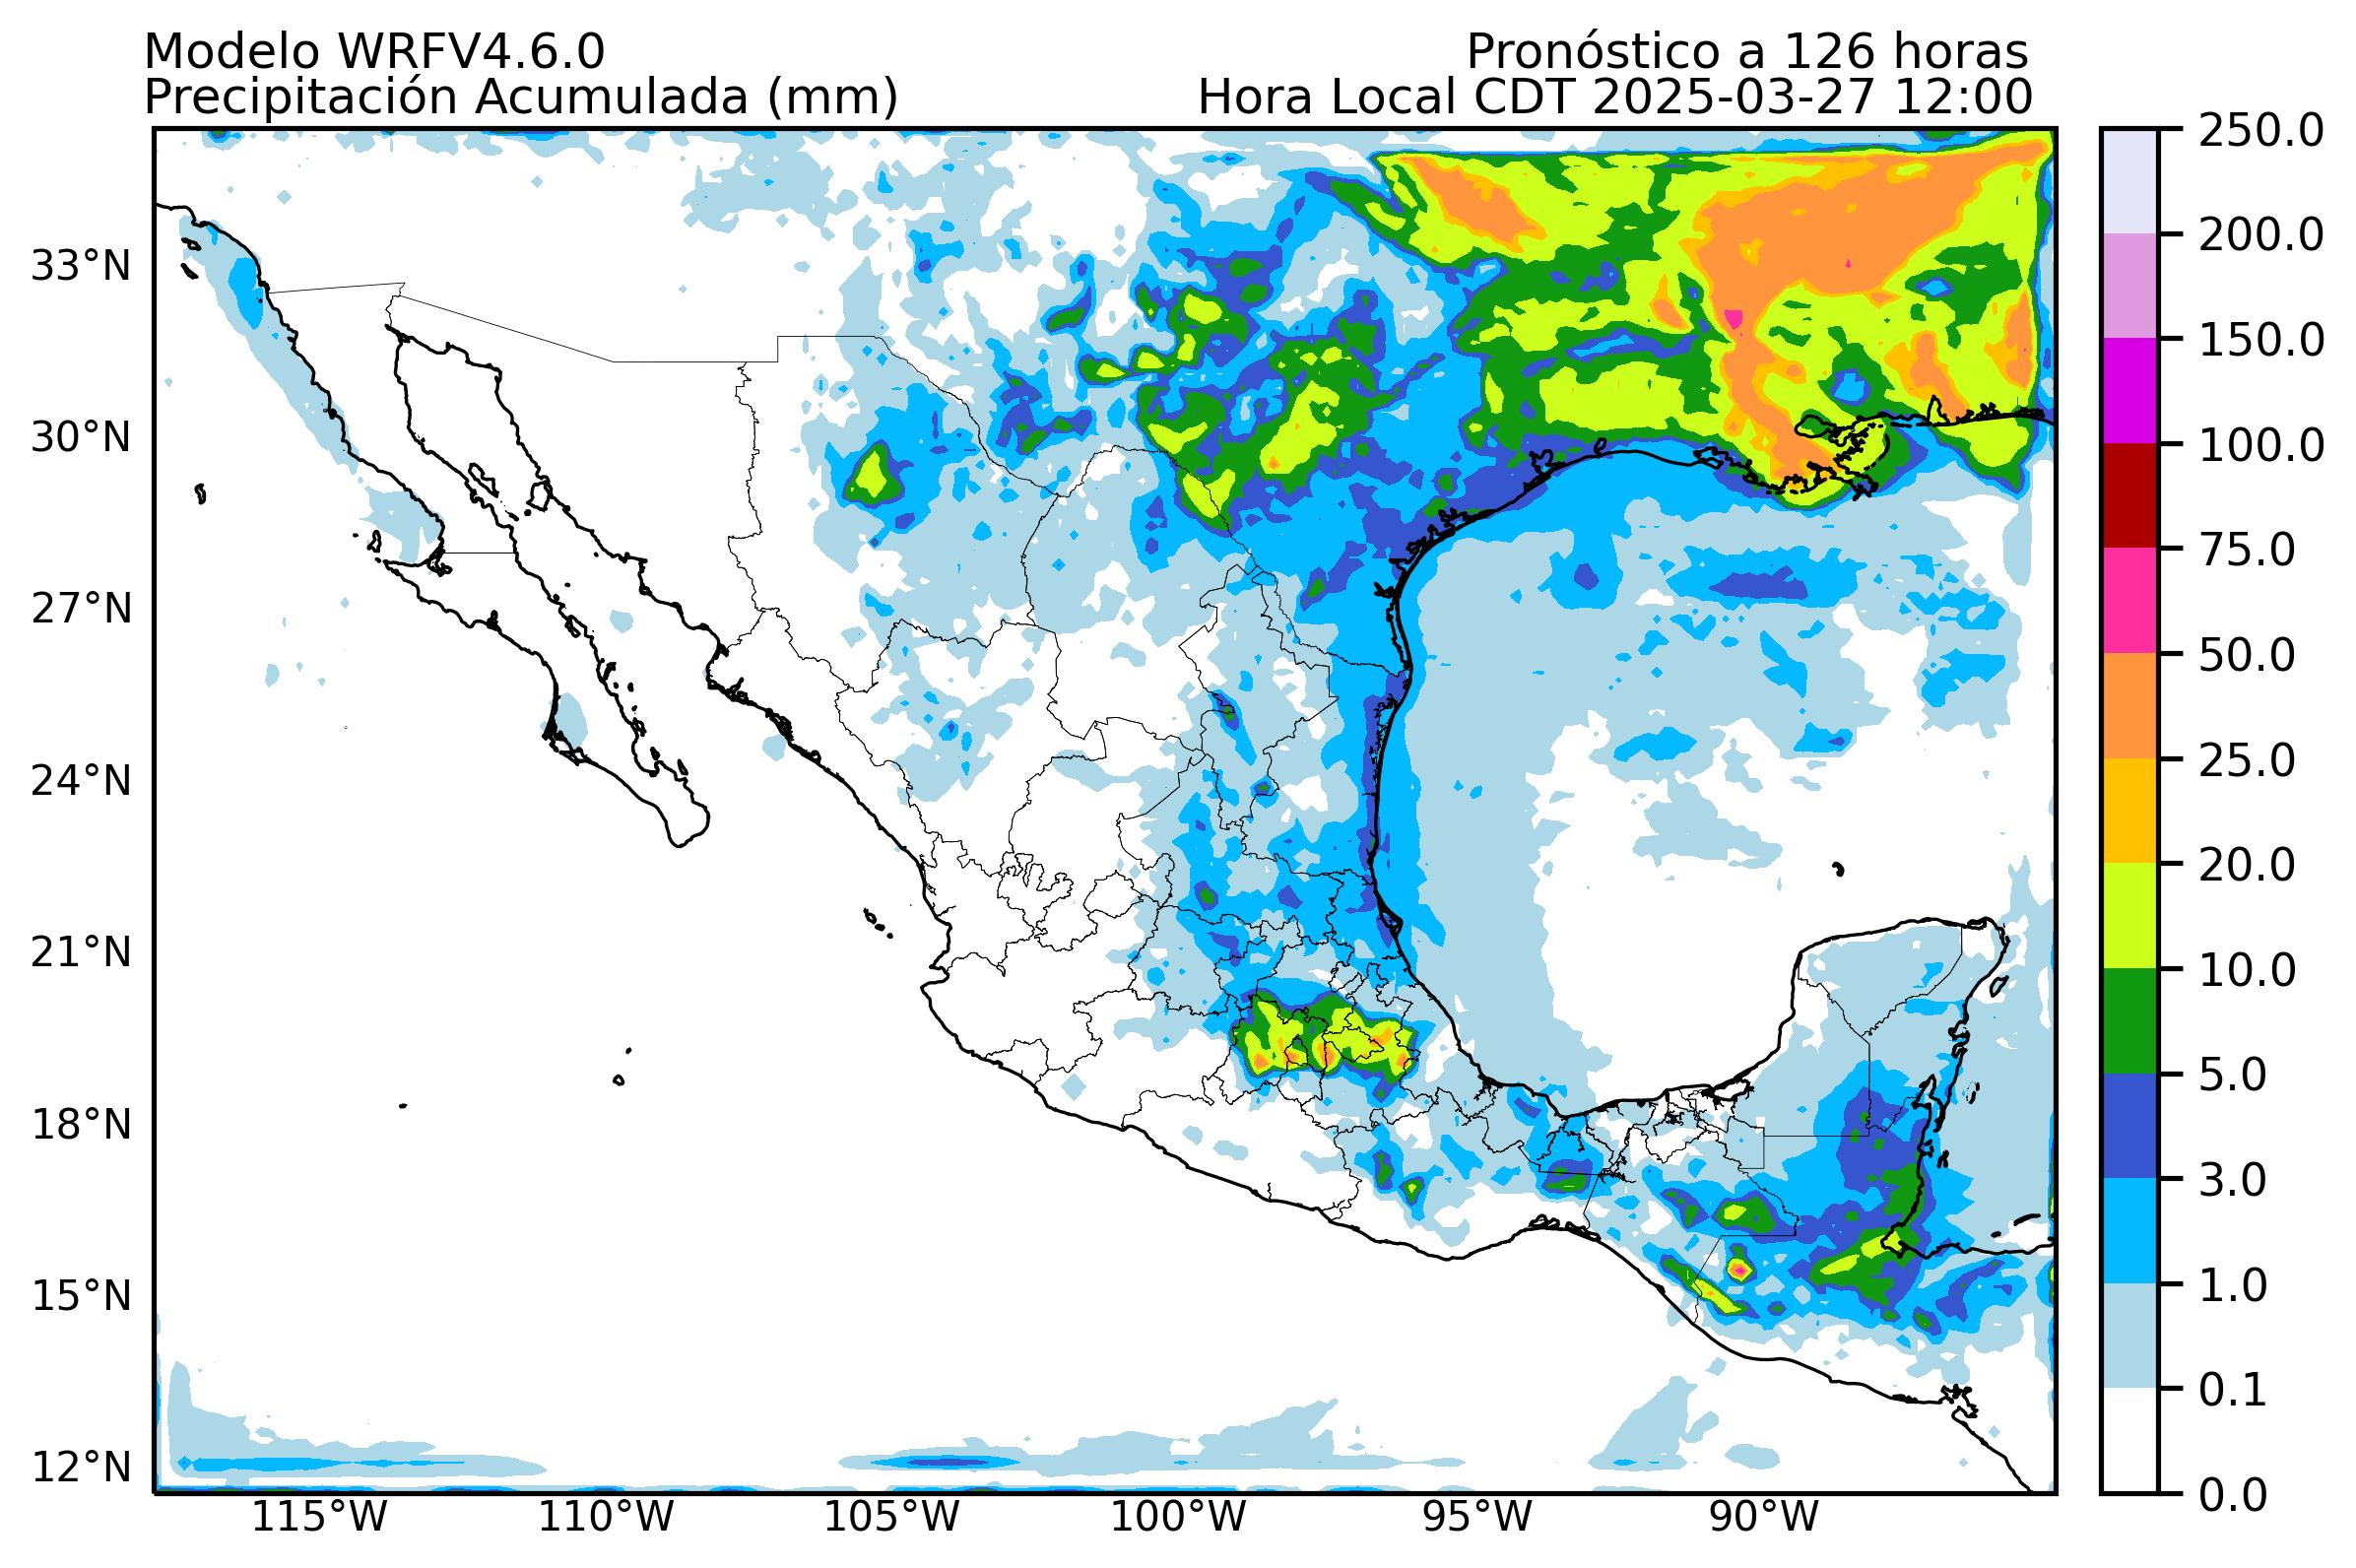 Modelo WRFV4.6.0
Pronóstico a 126 horas
Precipitación Acumulada (mm)
Hora Local CDT 2025-03-27 12:00
33°N
30°N
27°N
24°N
21°N
18°N
15°N
12°N
115°W
110°W
105°W
100°W
95°W
90°W
250.0
200.0
150.0
100.0
75.0
50.0
25.0
20.0
10.0
5.0
3.0
1.0
0.1
0.0